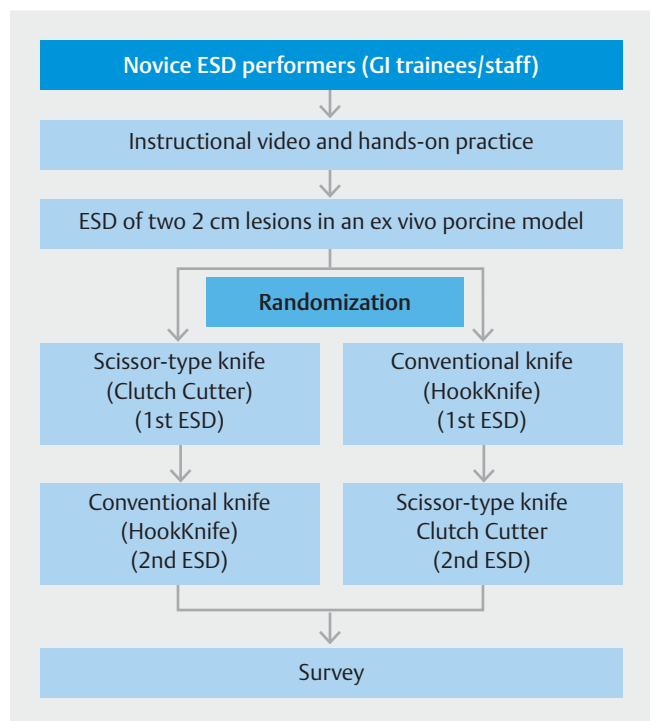 Novice ESD performers (GI trainees/staff)
Instructional video and hands-on practice
ESD of two 2 cm lesions in an ex vivo porcine model
Randomization
Scissor-type knife
(Clutch Cutter)
(1st ESD)
Conventional knife
(HookKnife)
(1st ESD)
Conventional knife
(HookKnife)
(2nd ESD)
Scissor-type knife
Clutch Cutter
(2nd ESD)
Survey